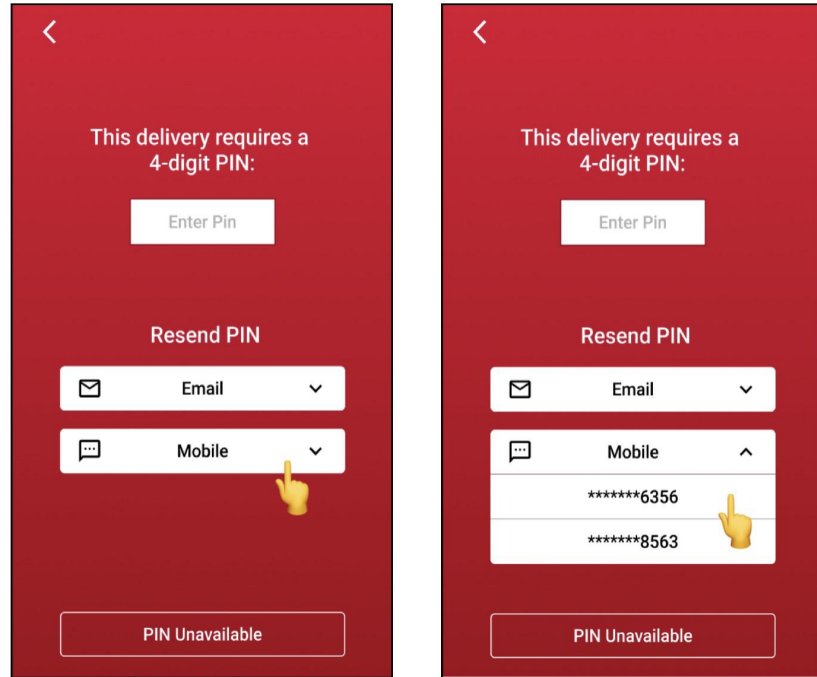 This delivery requires a
4-digit PIN:
Enter Pin
Resend PIN
Email
Mobile
PIN Unavailable
This delivery requires a
4-digit PIN:
Enter Pin
Resend PIN
Email
Mobile
*******6356
*******8563
PIN Unavailable